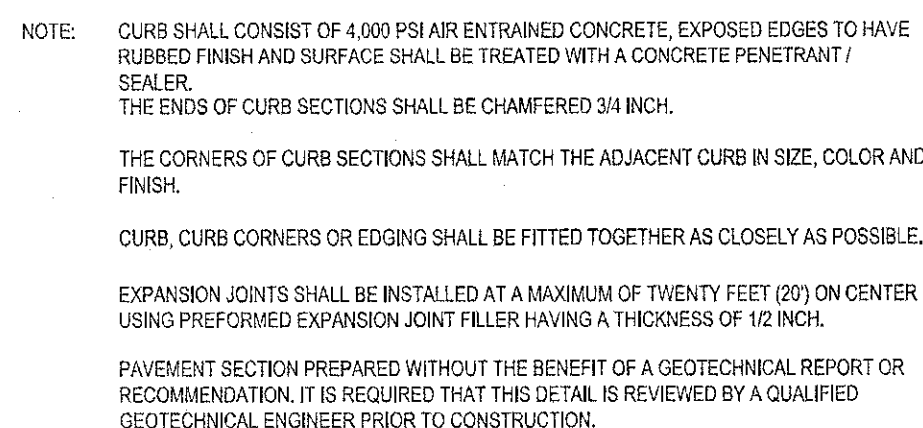 NOTE: CURB SHALL CONSIST OF 4,000 PSI AIR ENTRAINED CONCRETE, EXPOSED EDGES TO HAVE
RUBBED FINISH AND SURFACE SHALL BE TREATED WITH A CONCRETE PENETRANT /
SEALER.
THE ENDS OF CURB SECTIONS SHALL BE CHAMFERED 3/4 INCH.
THE CORNERS OF CURB SECTIONS SHALL MATCH THE ADJACENT CURB IN SIZE, COLOR AND
FINISH.
CURB, CURB CORNERS OR EDGING SHALL BE FITTED TOGETHER AS CLOSELY AS POSSIBLE.
EXPANSION JOINTS SHALL BE INSTALLED AT A MAXIMUM OF TWENTY FEET (20') ON CENTER
USING PREFORMED EXPANSION JOINT FILLER HAVING A THICKNESS OF 1/2 INCH.
PAVEMENT SECTION PREPARED WITHOUT THE BENEFIT OF A GEOTECHNICAL REPORT OR
RECOMMENDATION. IT IS REQUIRED THAT THIS DETAIL IS REVIEWED BY A QUALIFIED
GEOTECHNICAL ENGINEER PRIOR TO CONSTRUCTION.